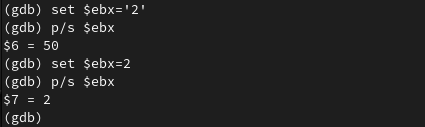 (gdb) set $ebx='2'
(gdb) p/s $ebx
$6 = 50
(gdb) set $ebx=2
(gdb) p/s $ebx
$7 = 2
(gdb)